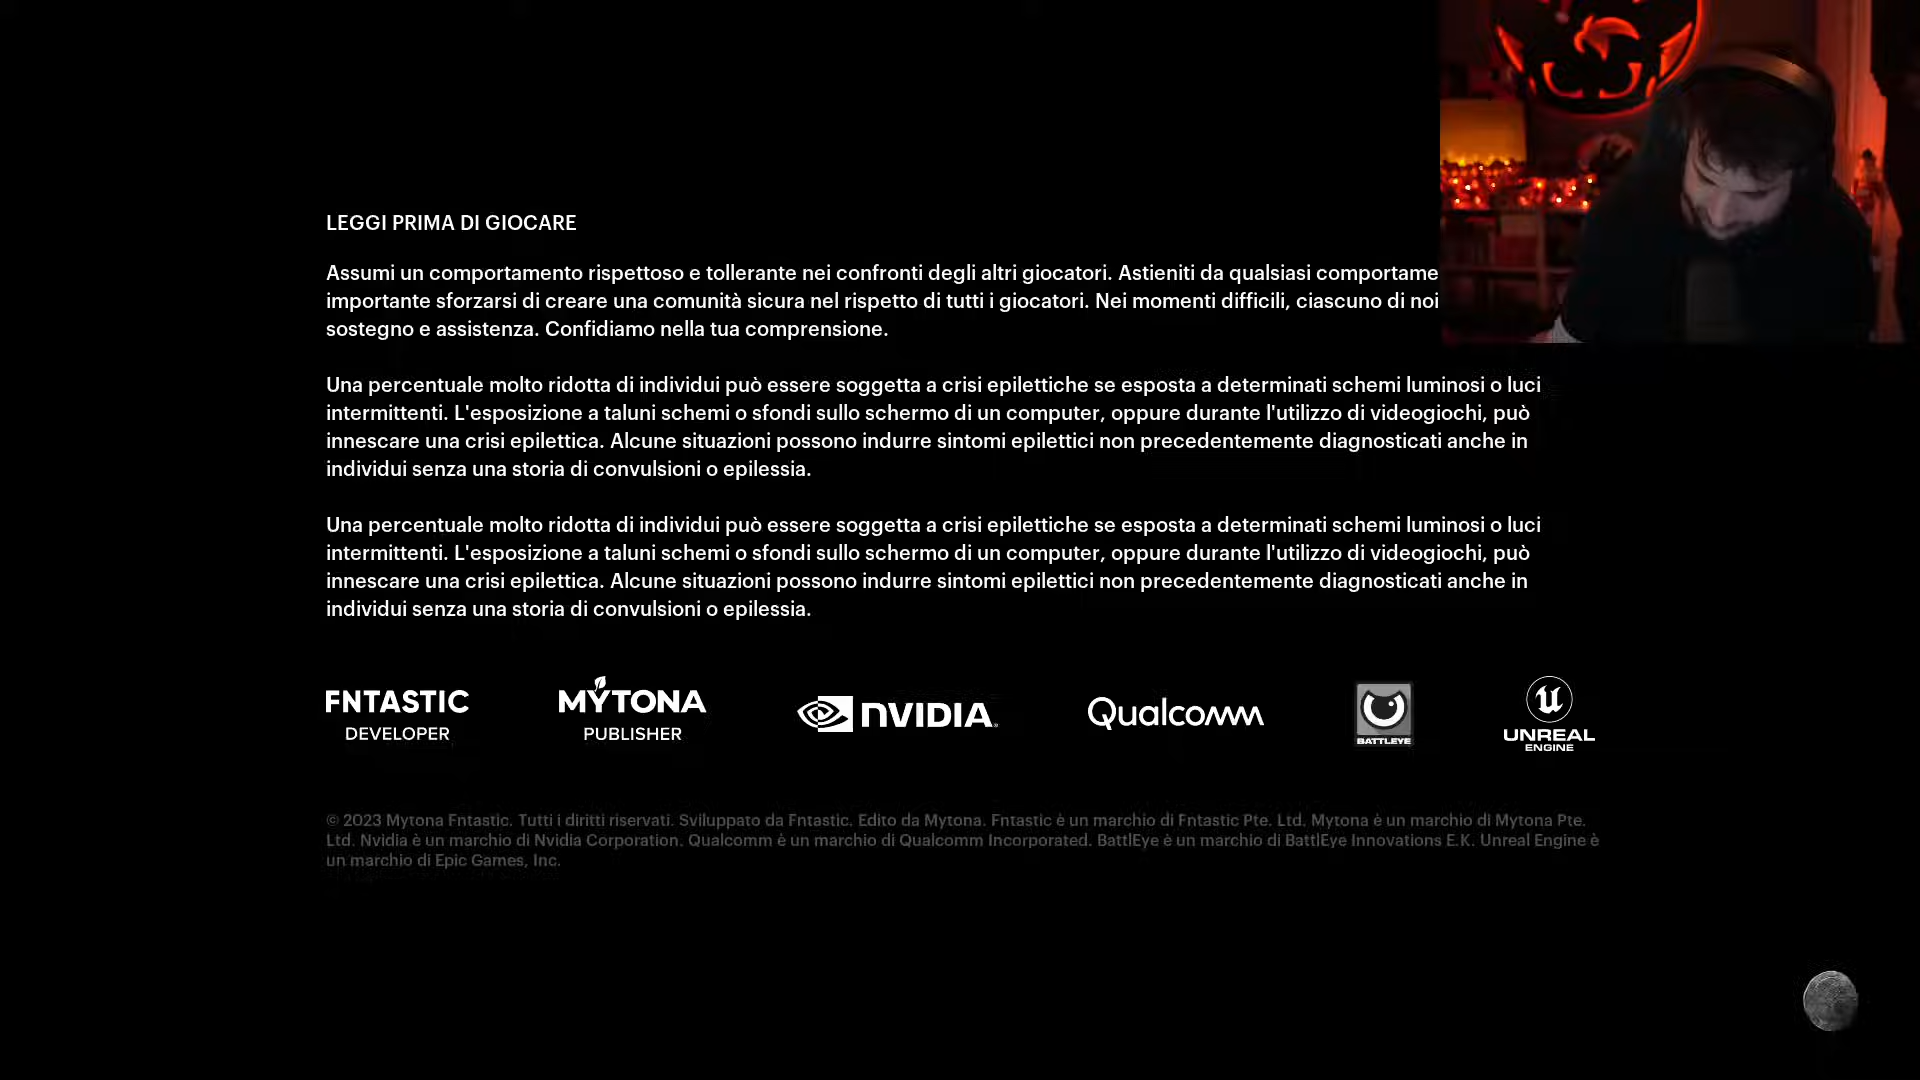 LEGGI PRIMA DI GIOCARE
Assumi un comportamento rispettoso e tollerante nei confronti degli altri giocatori. Astieniti da qualsiasi
importante sforzarsi di creare una comunità sicura nel rispetto di tutti i giocatori. Nei momenti difficili, ciascuno di noi
sostegno e assistenza. Confidiamo nella tua comprensione.
Una percentuale molto ridotta di individui può essere soggetta a crisi epilettiche se esposta a determinati schemi luminosi o luci
intermittenti. L'esposizione a taluni schemi o sfondi sullo schermo di un computer, oppure durante l'utilizzo di videogiochi, può
innescare una crisi epilettica. Alcune situazioni possono indurre sintomi epilettici non precedentemente diagnosticati anche in
individui senza una storia di convulsioni o epilessia.
Una percentuale molto ridotta di individui può essere soggetta a crisi epilettiche se esposta a determinati schemi luminosi o luci
intermittenti. L'esposizione a taluni schemi o sfondi sullo schermo di un computer, oppure durante l'utilizzo di videogiochi, può
innescare una crisi epilettica. Alcune situazioni possono indurre sintomi epilettici non precedentemente diagnosticati anche in
individui senza una storia di convulsioni o epilessia.
FNTASTIC
DEVELOPER
MYTONA
PUBLISHER
NVIDIA
Qualcomm
BATTLEYE
UNREAL
ENGINE
© 2023 Mytona Fntastic. Tutti i diritti riservati. Sviluppato da Fntastic. Edito da Mytona. Fntastic è un marchio di Fntastic Pte. Ltd. Mytona è un marchio di Mytona Pte.
Ltd. Nvidia è un marchio di Nvidia Corporation. Qualcomm è un marchio di Qualcomm Incorporated. BattlEye è un marchio di BattlEye Innovations E.K. Unreal Engine è
un marchio di Epic Games, Inc.